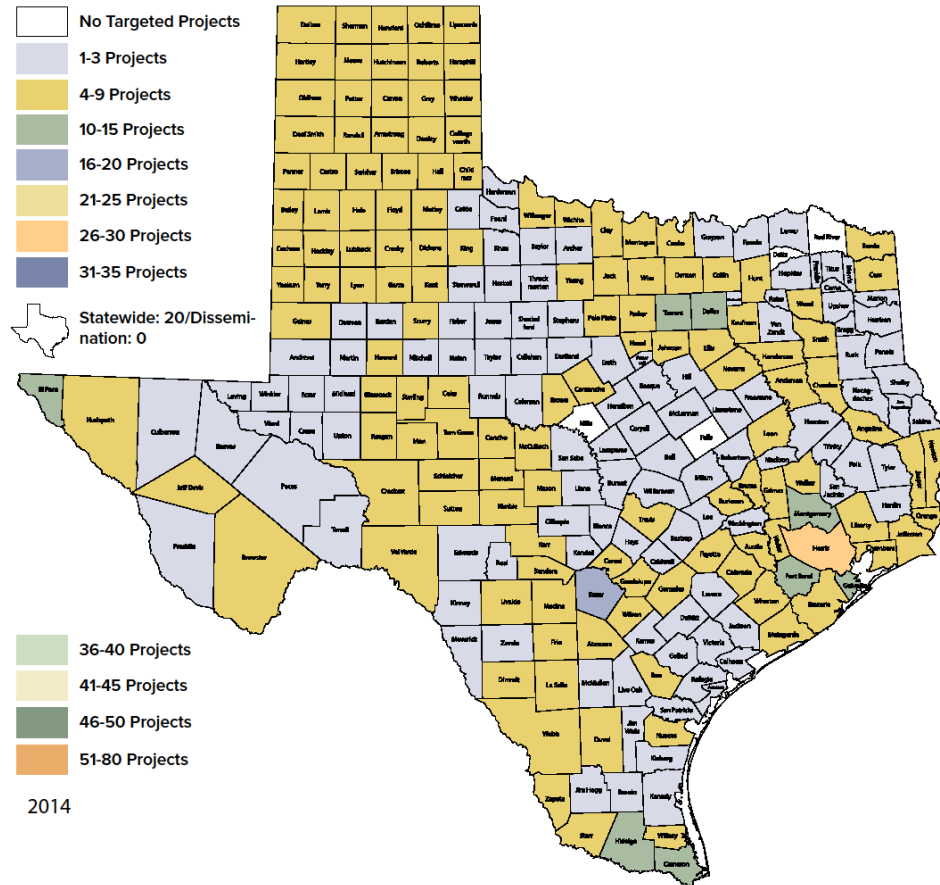 No Targeted Projects
1-3 Projects
4-9 Projects
10-15 Projects
16-20 Projects
21-25 Projects
26-30 Projects
31-35 Projects
Statewide: 20/Dissemi-
nation: 0
36-40 Projects
41-45 Projects
46-50 Projects
51-80 Projects
2014
Dallam Sherman Hansford Ochiltree Lipscomb
Hartley Moore Hutchinson Roberts Hemphill
Oldham Potter Carson Gray Wheeler
Deaf Smith Randall Armstrong Donley Collings
worth
Parmer Castro Swisher Briscoe Hall Child
ress
Hardeman
Bailey Lamb Hale Floyd Motley Cottle Foard Wilbarger Wichita Clay
Cochran Hockley Lubbock Crosby Dickens King Knox Baylor Archer Montague Cooke Grayson Fannin Lamar Red River Bowie
Delta
Yoakum Terry Lynn Garza Kent Stonewall Haskell Throck
morton Young Jack Wise Denton Collin Hunt Hopkins Titus Morris Cass
Camp
Gaines Dawson Borden Scurry Fisher Jones Shackel
ford Stephens Palo Pinto Parker Tarrant Dallas Kaufman Van
Zandt Wood Upshur Marion
Harrison
Gregg
Andrews Martin Howard Mitchell Nolan Taylor Callahan Eastland Erath Hood Johnson Ellis Henderson Smith Rusk Panola
El Paso Hudspeth Culberson Reeves Loving Winkler Ector Midland Glasscock Sterling Coke Runnels Coleman Brown Comanche Bosque Hill Navarro Anderson Cherokee Nacog-
doches Shelby
Ward Crane Upton Reagan Irion Tom Green Concho McCulloch Mills Hamilton Coryell McLennan Limestone Freestone Leon Houston Angelina Sabine
Jeff Davis Pecos Crockett Schleicher Menard San Saba Lampasas Bell Falls Robertson Madison Trinity Polk Tyler Jasper Newton
Presidio Brewster Terrell Sutton Kimble Mason Llano Burnet Williamson Milam Burleson Brazos Grimes Walker San
Jacinto Hardin Orange
Val Verde Edwards Kerr Gillespie Blanco Travis Lee Washington Montgomery Liberty Jefferson
Real Bandera Kendall Hays Bastrop Austin Waller Harris Chambers
Kinney Uvalde Medina Bexar Comal Guadalupe Caldwell Fayette Colorado Fort Bend Galveston
Gonzales Wilson Lavaca Wharton Brazoria
Maverick Zavala Frio Atascosa Karnes DeWitt Jackson Matagorda
Dimmit La Salle McMullen Live Oak Bee Goliad Victoria Calhoun
Refugio
San Patricio
Webb Duval Jim
Wells Nueces
Kleberg
Zapata Jim Hogg Brooks Kenedy
Starr Hidalgo Willacy
Cameron